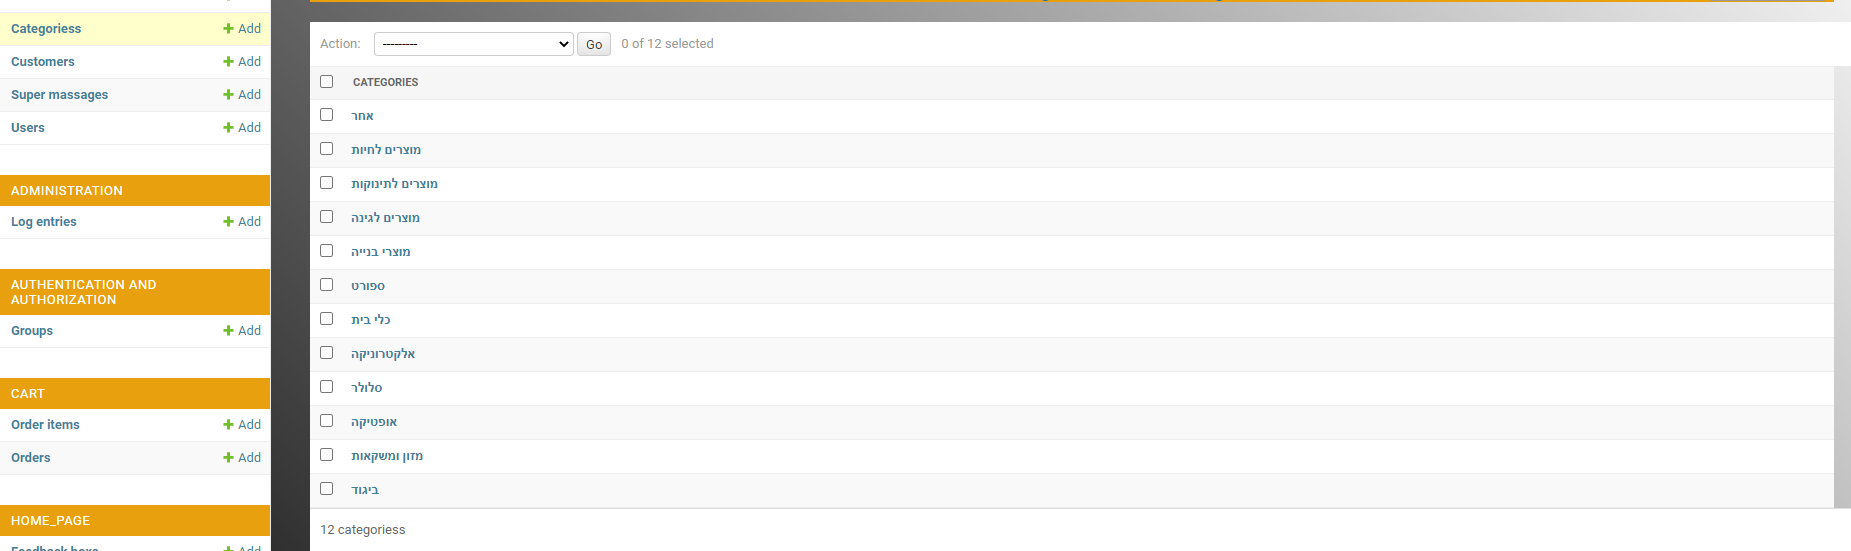 Categoriess
Add
Customers
Add
Super massages
Add
Users
Add
ADMINISTRATION
Log entries
Add
AUTHENTICATION AND
AUTHORIZATION
Groups
Add
CART
Order items
Add
Orders
Add
HOME_PAGE
Feedback boxs
Add
Action:
---------
Go
0 of 12 selected
CATEGORIES
אחר
מוצרים לחיות
מוצרים לתינוקות
מוצרים לגינה
מוצרי בנייה
ספורט
כלי בית
אלקטרוניקה
סלולר
אופטיקה
מזון ומשקאות
ביגוד
12 categoriess